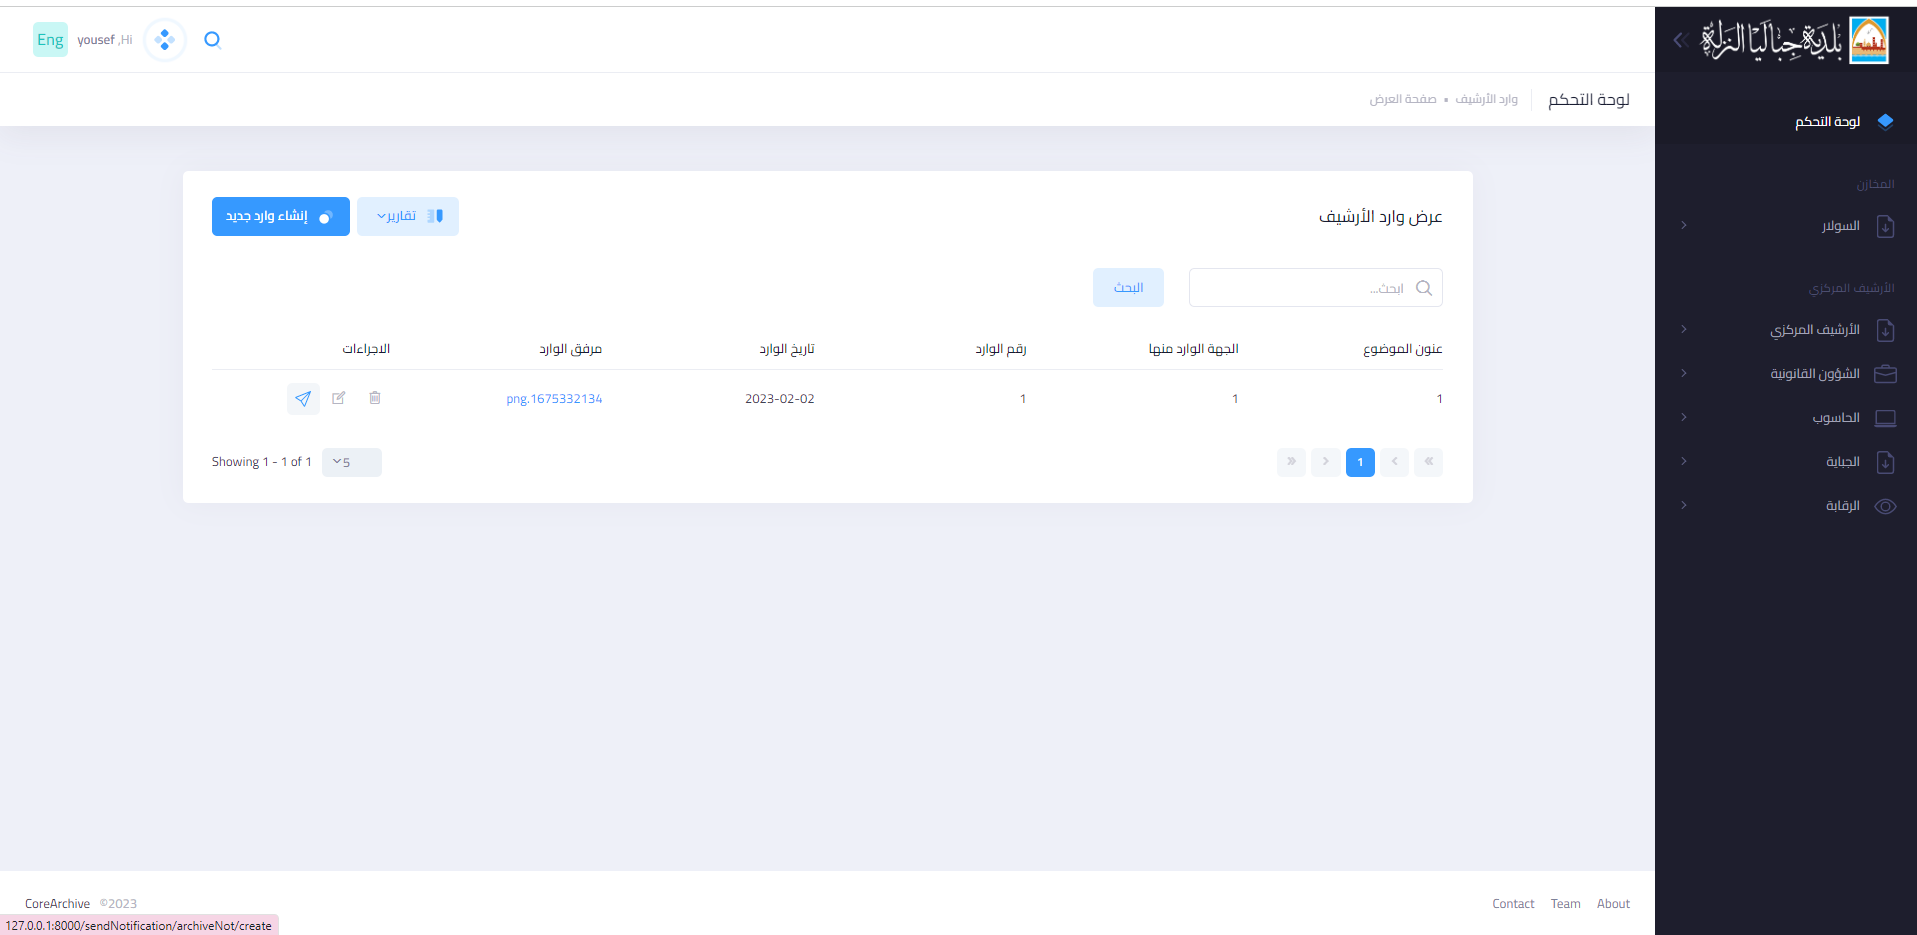 بلدية جباليا النزلة
Eng yousef ,Hi
لوحة التحكم
وارد الأرشيف • صفحة العرض
لوحة التحكم
المخازن
السولار
الأرشيف المركزي
الأرشيف المركزي
الشؤون القانونية
الحاسوب
الجباية
الرقابة
عرض وارد الأرشيف
تقارير
إنشاء وارد جديد
ابحث...
البحث
عنون الموضوع الجهة الوارد منها رقم الوارد تاريخ الوارد مرفق الوارد الاجراءات
1 1 1 2023-02-02 png.1675332134
1
5 Showing 1 - 1 of 1
CoreArchive ©2023
Contact Team About
127.0.0.1:8000/sendNotification/archiveNot/create